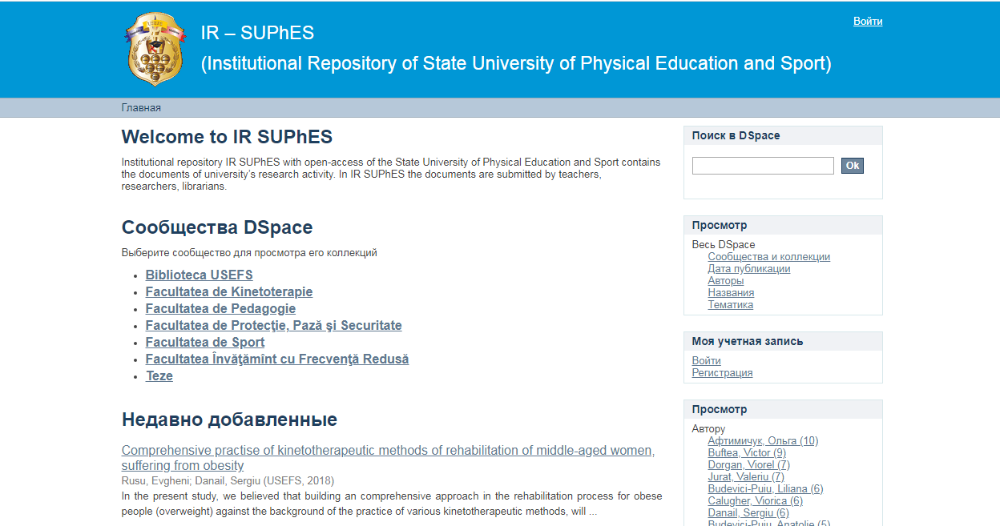 Войти
IR – SUPhES
(Institutional Repository of State University of Physical Education and Sport)
USEFS
Главная
Welcome to IR SUPhES
Institutional repository IR SUPhES with open-access of the State University of Physical Education and Sport contains
the documents of university's research activity. In IR SUPhES the documents are submitted by teachers,
researchers, librarians.
Сообщества DSpace
Выберите сообщество для просмотра его коллекций
Biblioteca USEFS
Facultatea de Kinetoterapie
Facultatea de Pedagogie
Facultatea de Protecţie, Pază şi Securitate
Facultatea de Sport
Facultatea Învăţămînt cu Frecvenţă Redusă
Teze
Недавно добавленные
Comprehensive practise of kinetotherapeutic methods of rehabilitation of middle-aged women,
suffering from obesity
Rusu, Evgheni; Danail, Sergiu (USEFS, 2018)
In the present study, we believed that building an comprehensive approach in the rehabilitation process for obese
people (overweight) against the background of the practice of various kinetotherapeutic methods, will ...
Поиск в DSpace
Ok
Просмотр
Весь DSpace
Сообщества и коллекции
Дата публикации
Авторы
Названия
Тематика
Моя учетная запись
Войти
Регистрация
Просмотр
Автору
Афтимичук, Ольга (10)
Buftea, Victor (9)
Dorgan, Viorel (7)
Jurat, Valeriu (7)
Budevici-Puiu, Liliana (6)
Calugher, Viorica (6)
Danail, Sergiu (6)
Budevici-Puiu, Anatolie (5)